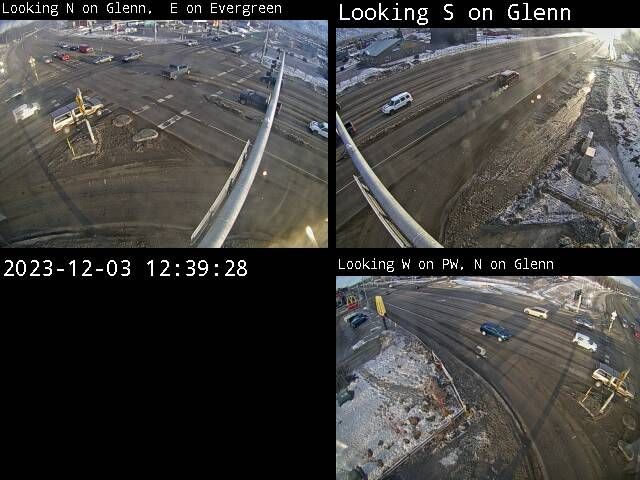 Looking N on Glenn,  E on Evergreen
Looking S on Glenn
2023-12-03 12:39:28
Looking W on PW, N on Glenn